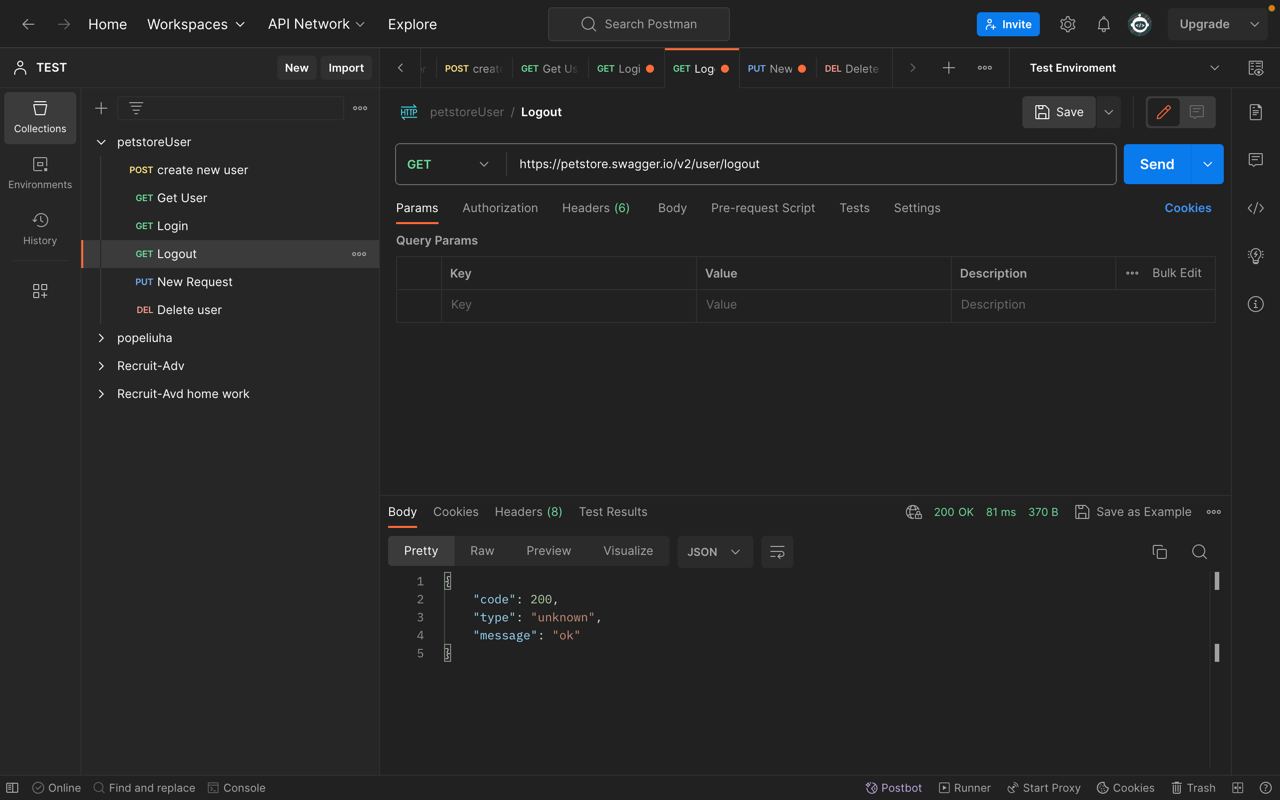 Home Workspaces API Network Explore Search Postman Invite Upgrade
TEST New Import
POST create GET Get Us GET Logi GET Log PUT New DEL Delete Test Enviroment
Collections
Environments
History
petstoreUser
POST create new user
GET Get User
GET Login
GET Logout
PUT New Request
DEL Delete user
popeliuha
Recruit-Adv
Recruit-Avd home work
HTTP petstoreUser / Logout Save
GET https://petstore.swagger.io/v2/user/logout Send
Params Authorization Headers (6) Body Pre-request Script Tests Settings Cookies
Query Params
Key Value Description Bulk Edit
Key Value Description
Body Cookies Headers (8) Test Results 200 OK 81 ms 370 B Save as Example
Pretty Raw Preview Visualize JSON
1 {
2 "code": 200,
3 "type": "unknown",
4 "message": "ok"
5 }
Online Find and replace Console Postbot Runner Start Proxy Cookies Trash